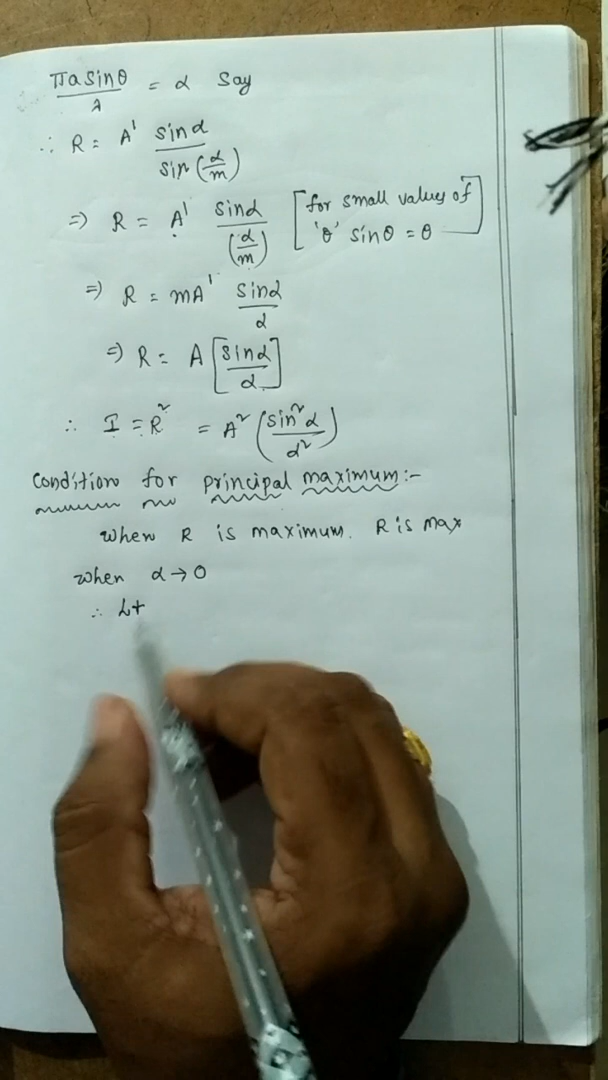 πa sinθ / λ = α Say
∴ R = A' sinα / sin(α/m)
⇒ R = A' sinα / (α/m) [for small values of 'θ' sinθ = θ]
⇒ R = mA' sinα / α
⇒ R = A [sinα / α]
∴ I = R² = A² (sin²α / α²)
Condition for principal maximum:-
When R is maximum. R is max
when α → 0
∴ Lt